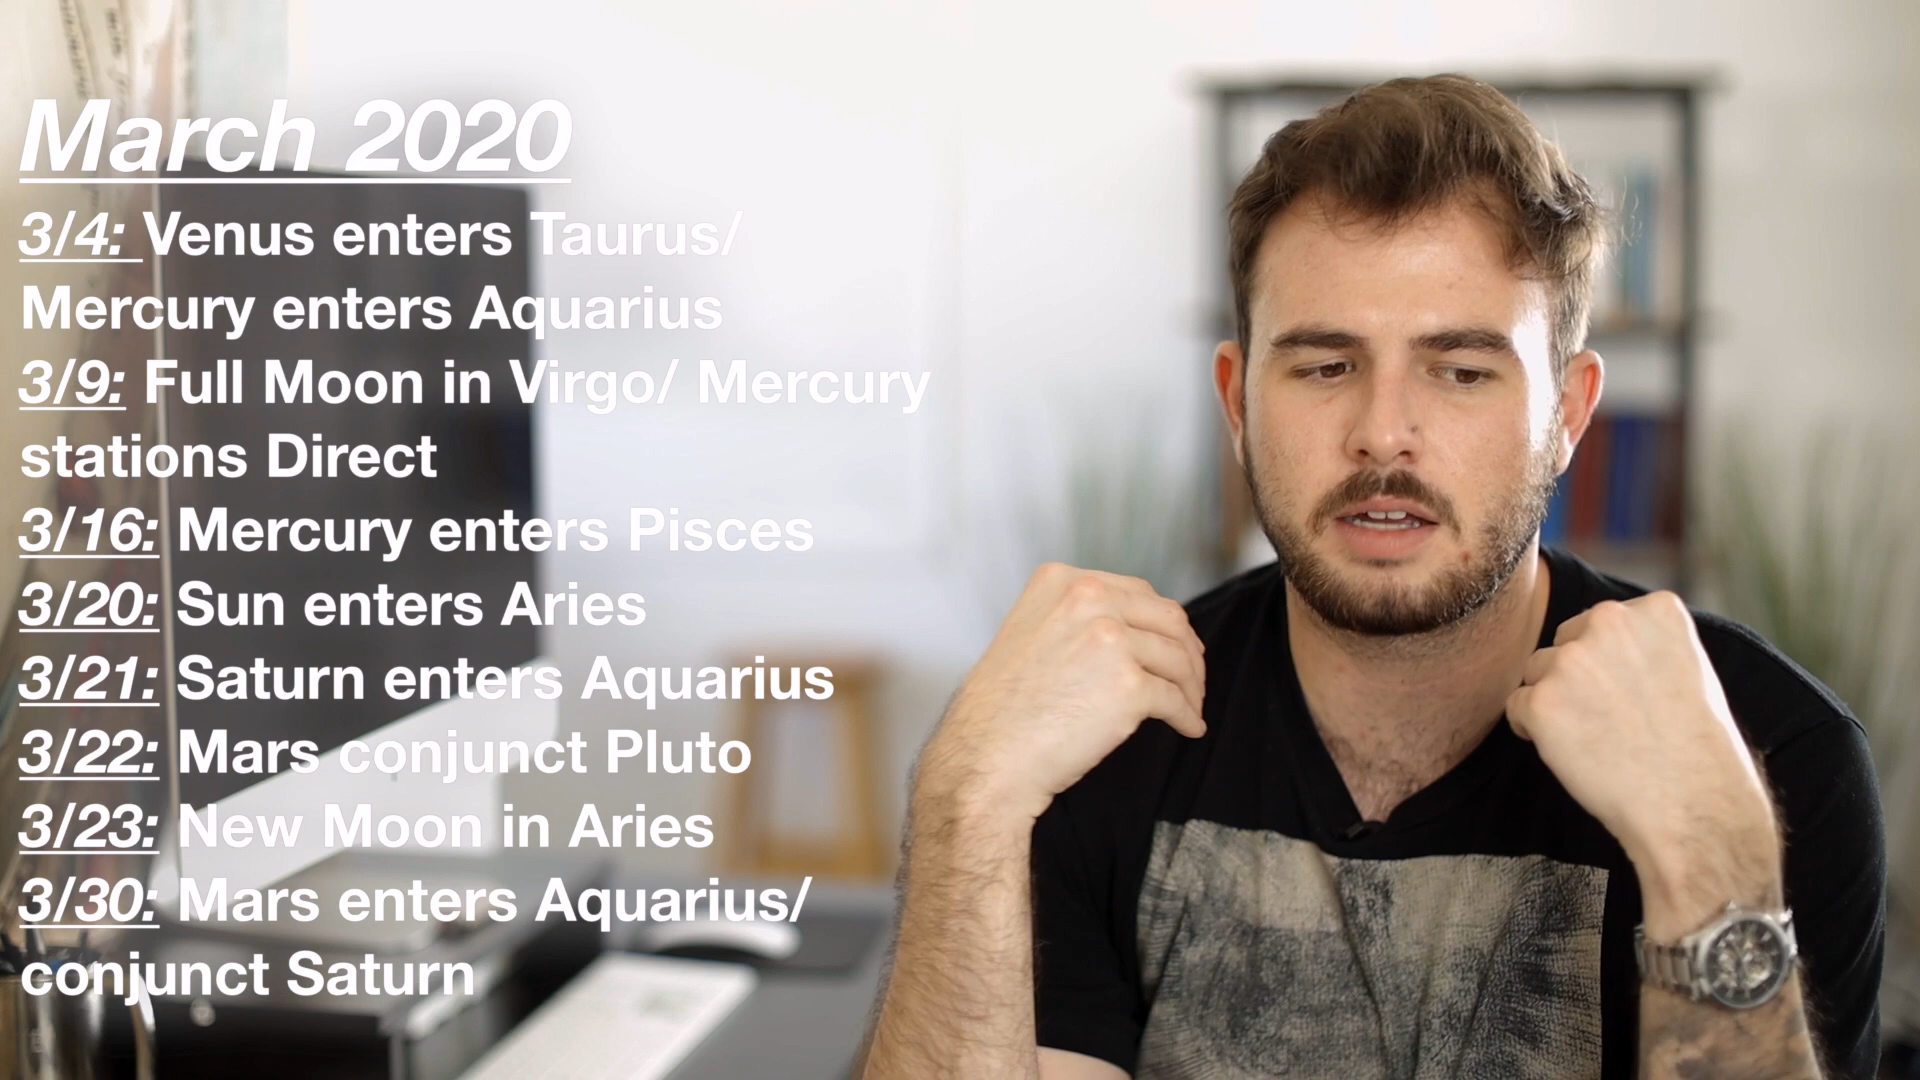 March 2020
3/4: Venus enters Taurus/
Mercury enters Aquarius
3/9: Full Moon in Virgo/ Mercury
stations Direct
3/16: Mercury enters Pisces
3/20: Sun enters Aries
3/21: Saturn enters Aquarius
3/22: Mars conjunct Pluto
3/23: New Moon in Aries
3/30: Mars enters Aquarius/
conjunct Saturn